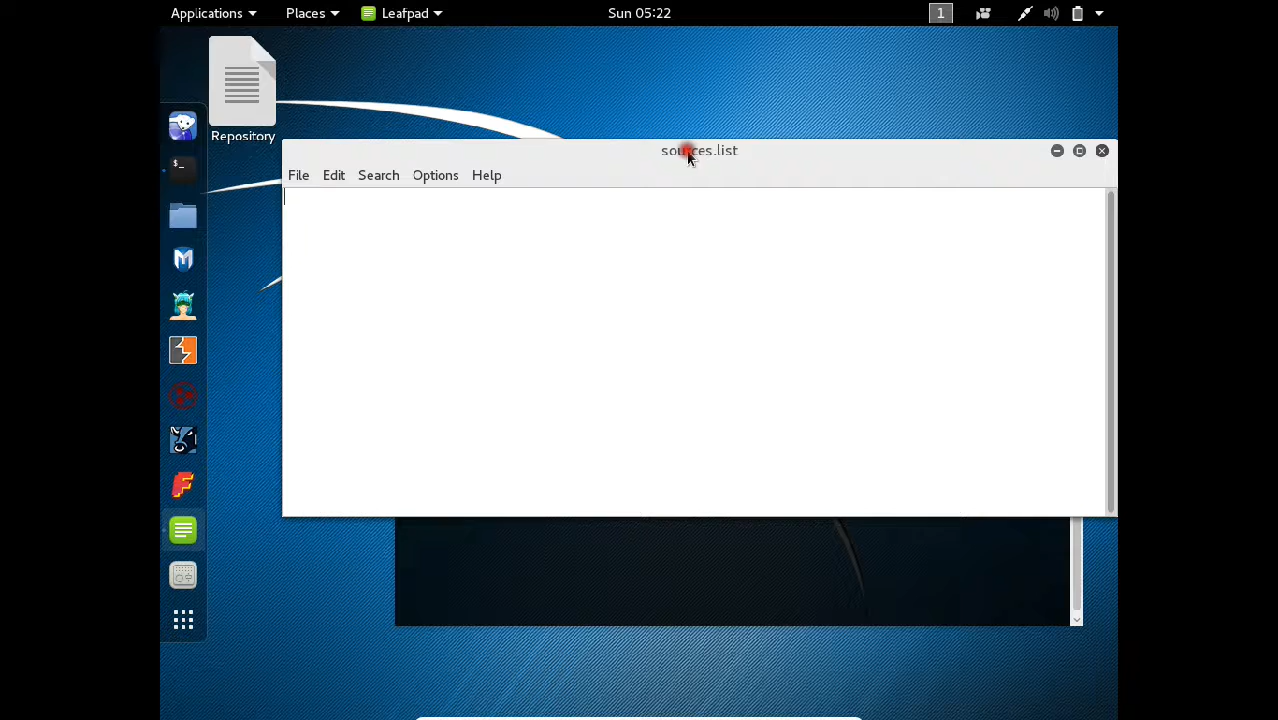 Applications Places Leafpad Sun 05:22 1
Repository
sources.list
File Edit Search Options Help
$_
M
F